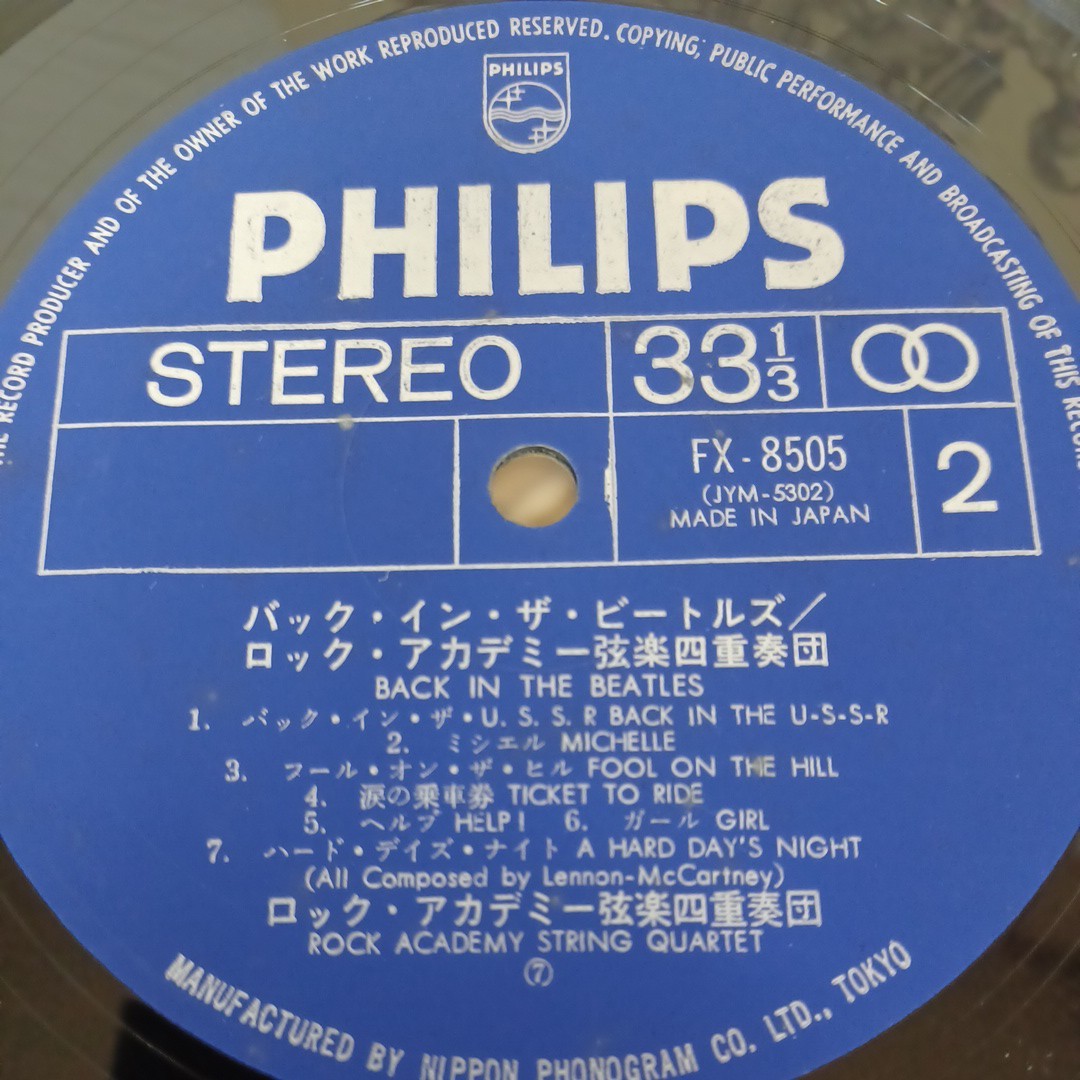 THE RECORD PRODUCER AND OF THE OWNER OF THE WORK REPRODUCED RESERVED. COPYING, PUBLIC PERFORMANCE AND BROADCASTING OF THIS RECORD
PHILIPS
PHILIPS
STEREO 33 1/3
FX-8505 2
(JYM-5302)
MADE IN JAPAN
バック・イン・ザ・ビートルズ/
ロック・アカデミー弦楽四重奏団
BACK IN THE BEATLES
1. バック・イン・ザ・U. S. S. R BACK IN THE U-S-S-R
2. ミシエル MICHELLE
3. フール・オン・ザ・ヒル FOOL ON THE HILL
4. 涙の乗車券 TICKET TO RIDE
5. ヘルプ HELP! 6. ガール GIRL
7. ハード・デイズ・ナイト A HARD DAY'S NIGHT
(All Composed by Lennon-McCartney)
ロック・アカデミー弦楽四重奏団
ROCK ACADEMY STRING QUARTET
⑦
MANUFACTURED BY NIPPON PHONOGRAM CO. LTD., TOKYO